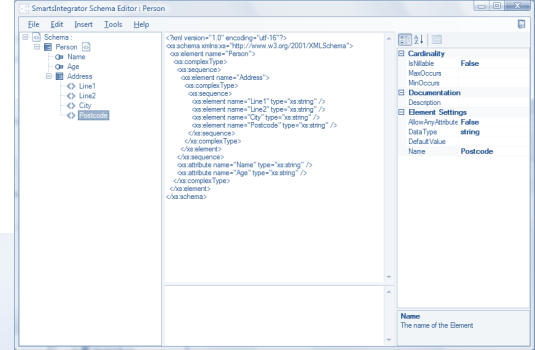 SmartsIntegrator Schema Editor : Person
File Edit Insert Tools Help
Schema :
Person
Name
Age
Address
Line1
Line2
City
Postcode
<?xml version="1.0" encoding="utf-16"?>
<xs:schema xmlns:xs="http://www.w3.org/2001/XMLSchema">
<xs:element name="Person">
<xs:complexType>
<xs:sequence>
<xs:element name="Address">
<xs:complexType>
<xs:sequence>
<xs:element name="Line1" type="xs:string" />
<xs:element name="Line2" type="xs:string" />
<xs:element name="City" type="xs:string" />
<xs:element name="Postcode" type="xs:string" />
</xs:sequence>
</xs:complexType>
</xs:element>
</xs:sequence>
<xs:attribute name="Name" type="xs:string" />
<xs:attribute name="Age" type="xs:string" />
</xs:complexType>
</xs:element>
</xs:schema>
Cardinality
IsNillable False
MaxOccurs
MinOccurs
Documentation
Description
Element Settings
AllowAnyAttribute False
DataType string
DefaultValue
Name Postcode
Name
The name of the Element